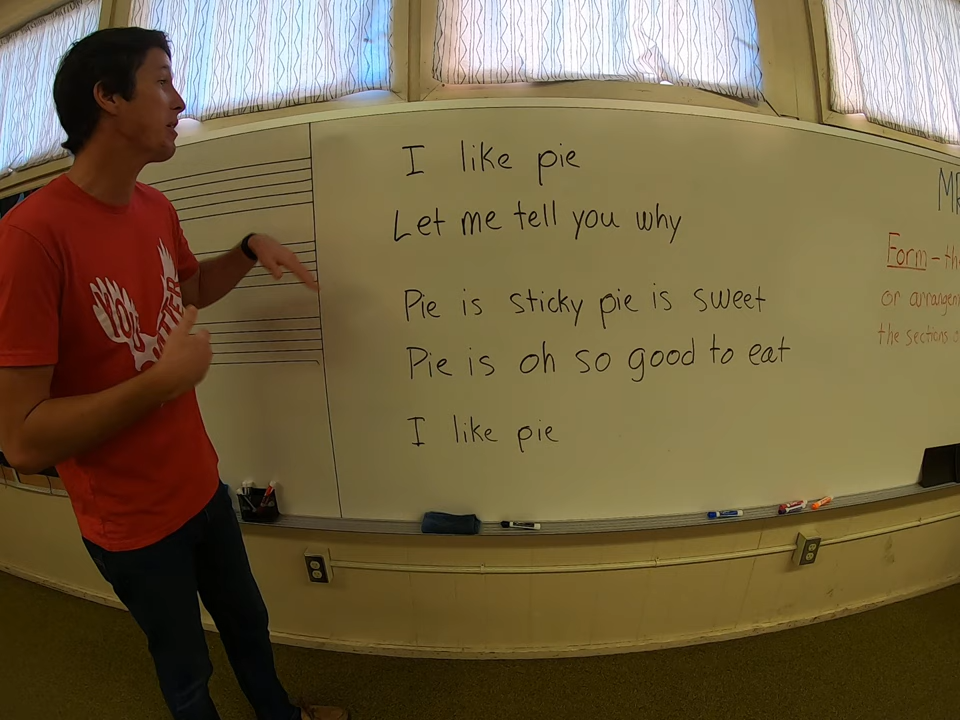 I like pie
Let me tell you why
Pie is sticky pie is sweet
Pie is oh so good to eat
I like pie
Form - th
or arrangem
the sections o